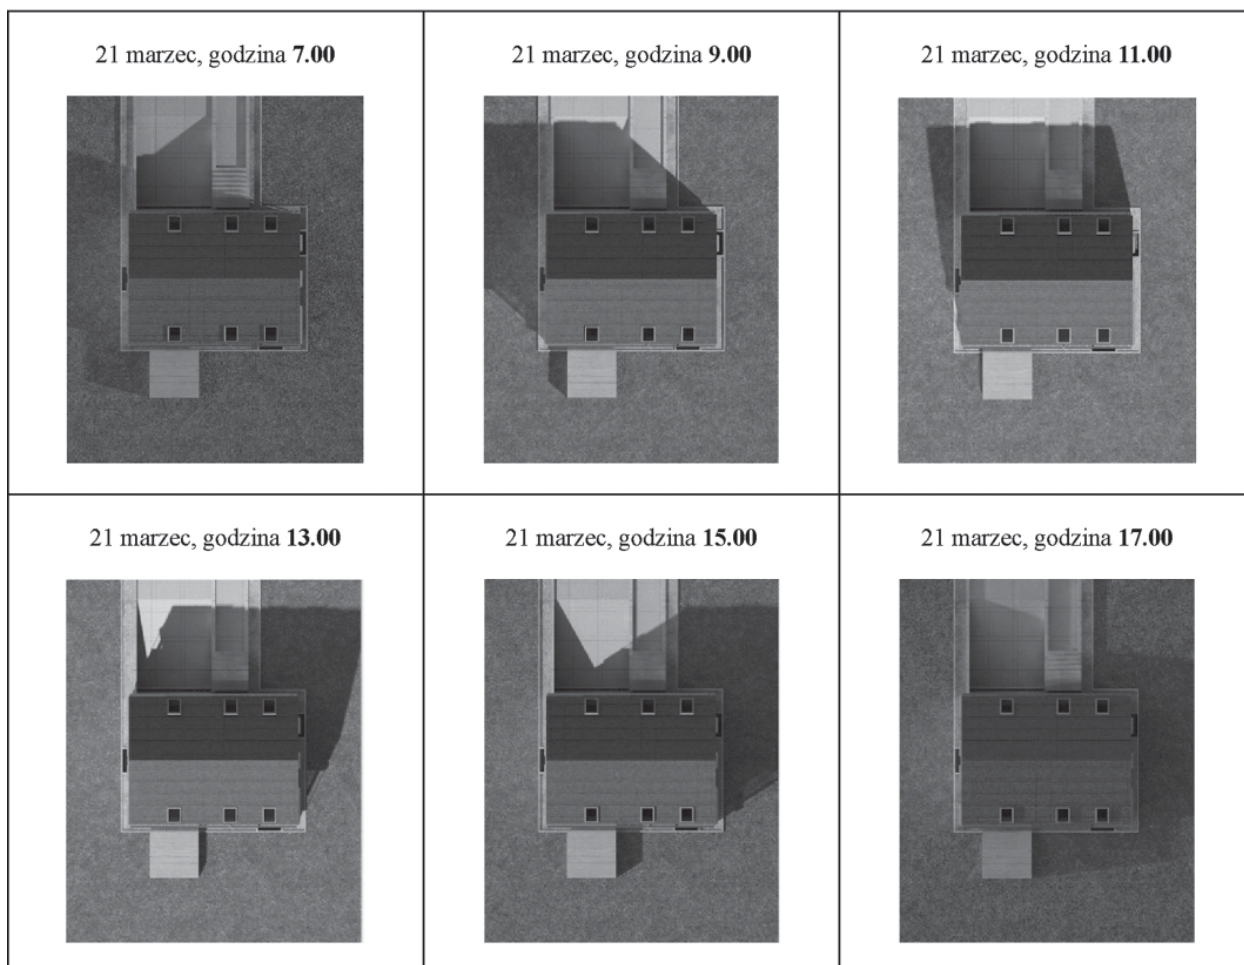 21 marzec, godzina 7.00
21 marzec, godzina 9.00
21 marzec, godzina 11.00
21 marzec, godzina 13.00
21 marzec, godzina 15.00
21 marzec, godzina 17.00